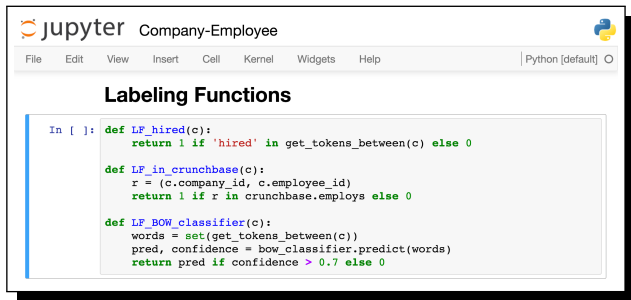 jupyter Company-Employee
File Edit View Insert Cell Kernel Widgets Help Python [default]
Labeling Functions
In [ ]: def LF_hired(c):
return 1 if 'hired' in get_tokens_between(c) else 0
def LF_in_crunchbase(c):
r = (c.company_id, c.employee_id)
return 1 if r in crunchbase.employs else 0
def LF_BOW_classifier(c):
words = set(get_tokens_between(c))
pred, confidence = bow_classifier.predict(words)
return pred if confidence > 0.7 else 0